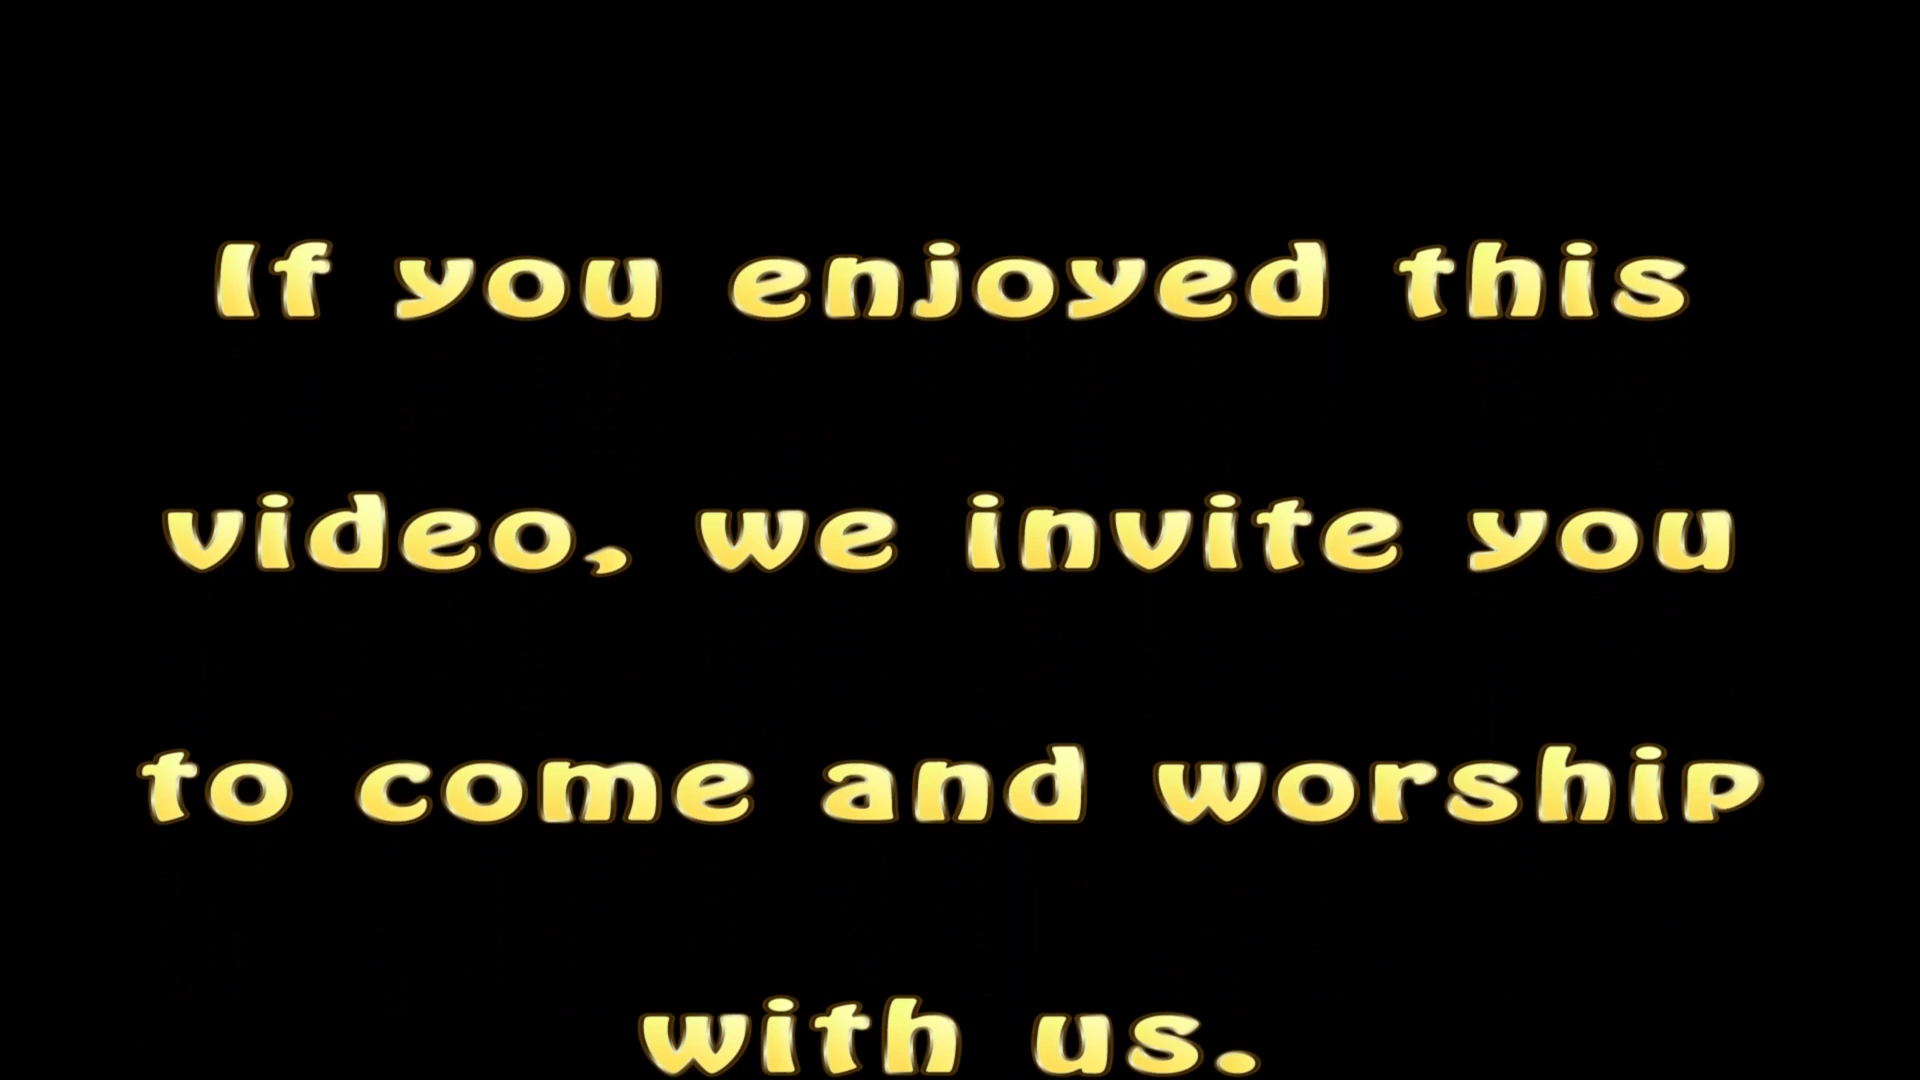 If you enjoyed this
video, we invite you
to come and worship
with us.